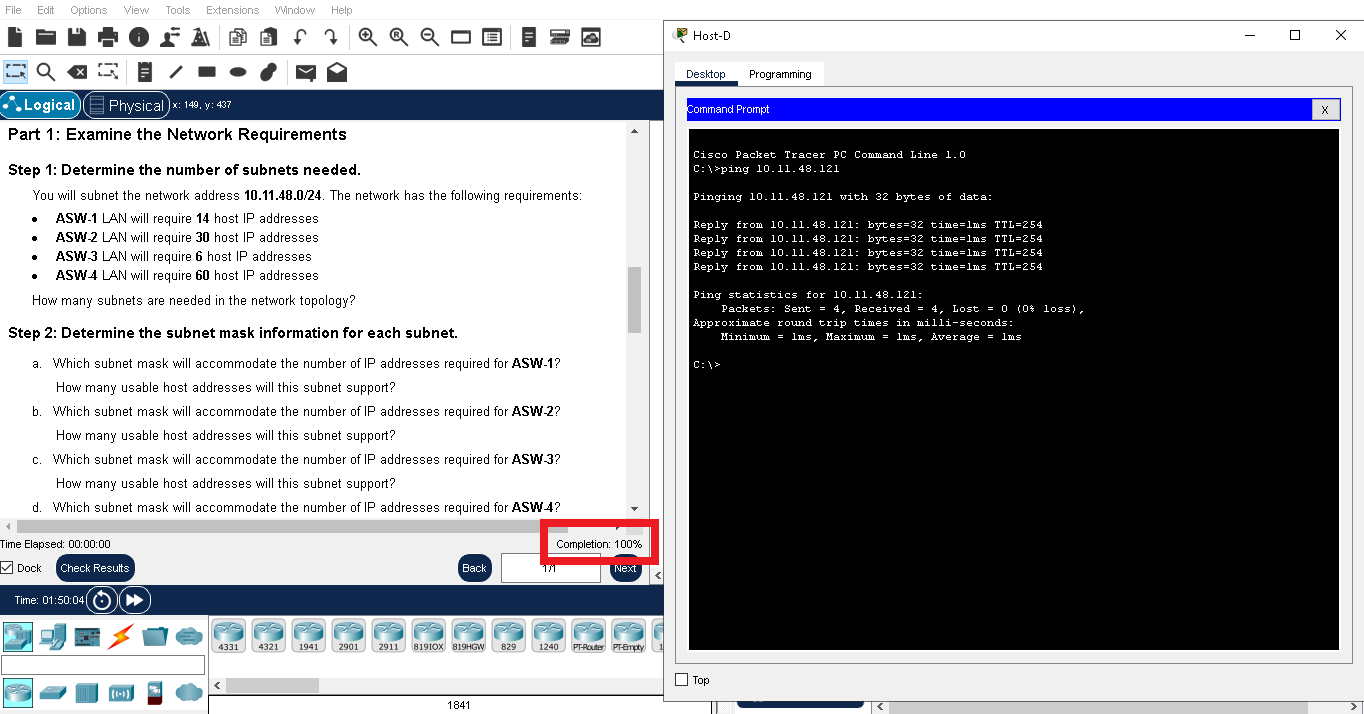 File Edit Options View Tools Extensions Window Help
Logical Physical x: 149, y: 437
Part 1: Examine the Network Requirements
Step 1: Determine the number of subnets needed.
You will subnet the network address 10.11.48.0/24. The network has the following requirements:
• ASW-1 LAN will require 14 host IP addresses
• ASW-2 LAN will require 30 host IP addresses
• ASW-3 LAN will require 6 host IP addresses
• ASW-4 LAN will require 60 host IP addresses
How many subnets are needed in the network topology?
Step 2: Determine the subnet mask information for each subnet.
a. Which subnet mask will accommodate the number of IP addresses required for ASW-1?
How many usable host addresses will this subnet support?
b. Which subnet mask will accommodate the number of IP addresses required for ASW-2?
How many usable host addresses will this subnet support?
c. Which subnet mask will accommodate the number of IP addresses required for ASW-3?
How many usable host addresses will this subnet support?
d. Which subnet mask will accommodate the number of IP addresses required for ASW-4?
Time Elapsed: 00:00:00 Completion: 100%
Dock Check Results Back 1/1 Next
Time: 01:50:04
4331 4321 1941 2901 2911 819IOX 819HGW 829 1240 PT-Router PT-Empty
1841
Host-D
Desktop Programming
Command Prompt X
Cisco Packet Tracer PC Command Line 1.0
C:\>ping 10.11.48.121
Pinging 10.11.48.121 with 32 bytes of data:
Reply from 10.11.48.121: bytes=32 time=1ms TTL=254
Reply from 10.11.48.121: bytes=32 time=1ms TTL=254
Reply from 10.11.48.121: bytes=32 time=1ms TTL=254
Reply from 10.11.48.121: bytes=32 time=1ms TTL=254
Ping statistics for 10.11.48.121:
Packets: Sent = 4, Received = 4, Lost = 0 (0% loss),
Approximate round trip times in milli-seconds:
Minimum = 1ms, Maximum = 1ms, Average = 1ms
C:\>
Top